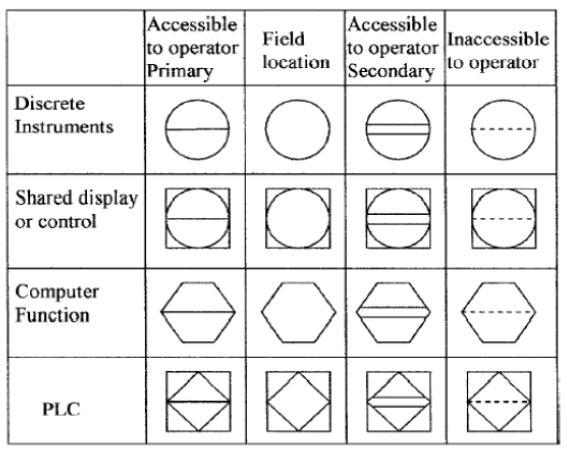 Accessible
to operator
Primary
Field
location
Accessible
to operator
Secondary
Inaccessible
to operator
Discrete
Instruments
Shared display
or control
Computer
Function
PLC